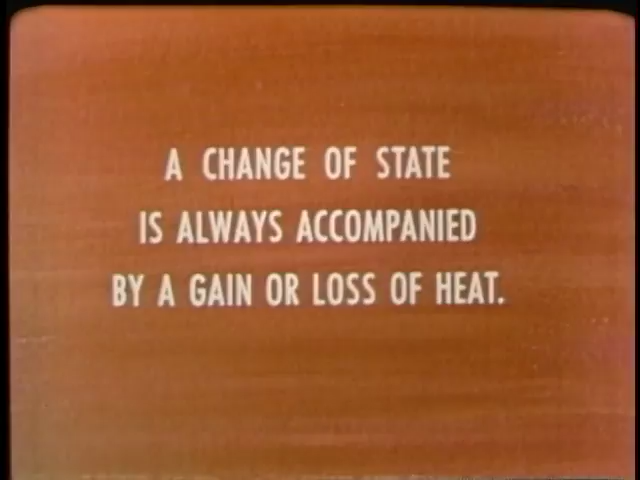 A CHANGE OF STATE
IS ALWAYS ACCOMPANIED
BY A GAIN OR LOSS OF HEAT.